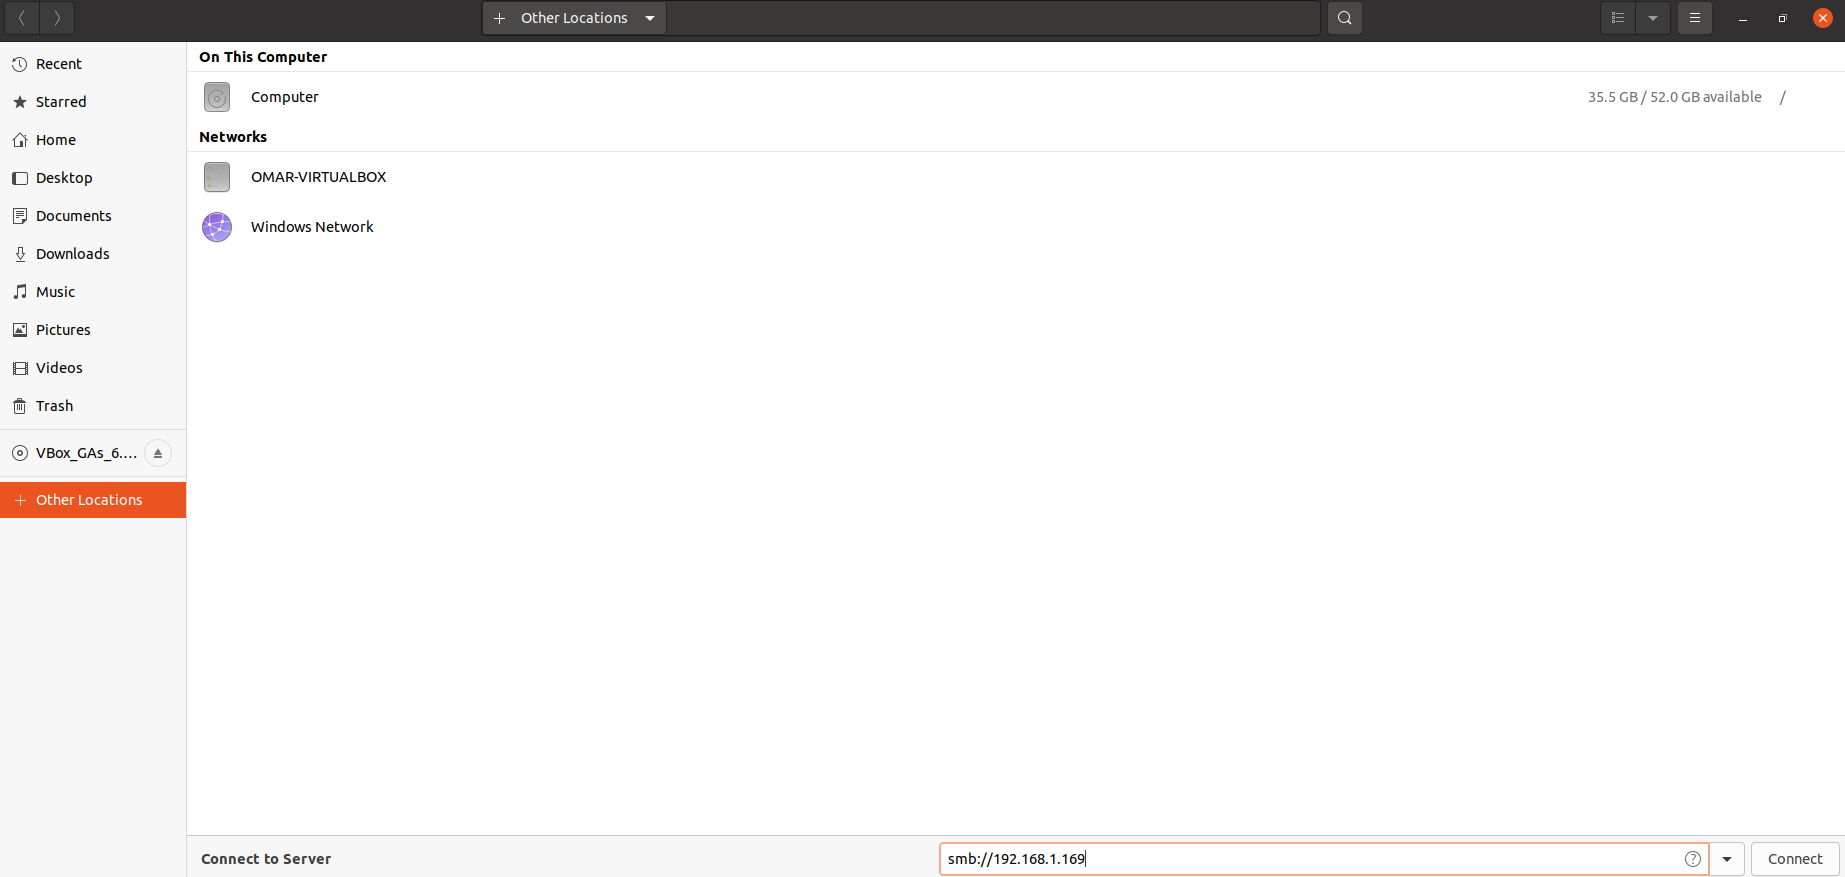 Other Locations
Recent
Starred
Home
Desktop
Documents
Downloads
Music
Pictures
Videos
Trash
VBox_GAs_6....
Other Locations
On This Computer
Computer 35.5 GB / 52.0 GB available /
Networks
OMAR-VIRTUALBOX
Windows Network
Connect to Server smb://192.168.1.169 ? Connect